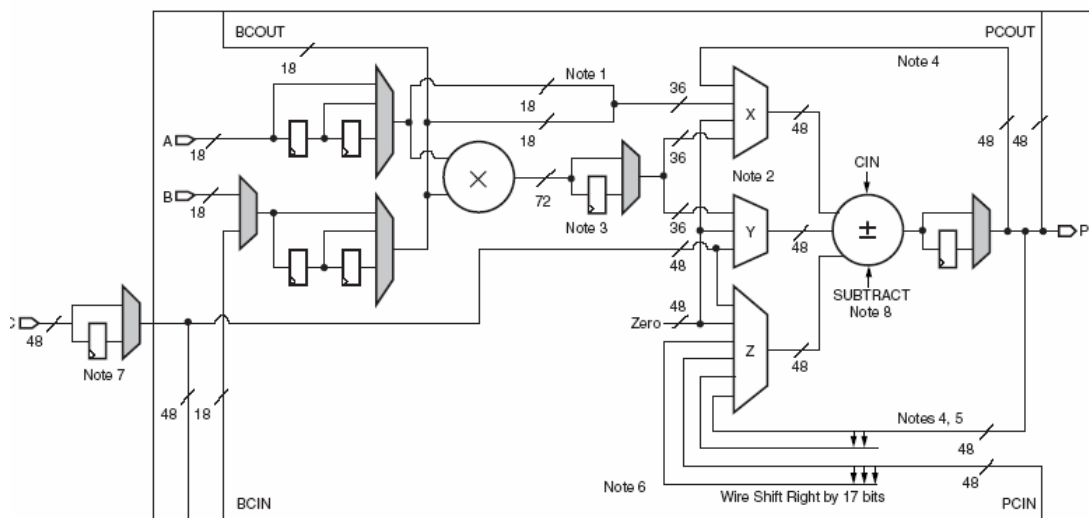 BCOUT
PCOUT
18
Note 1
Note 4
36
18
X
48
48
48
A
18
18
36
CIN
B
18
×
72
Note 2
Note 3
36
Y
48
±
P
48
SUBTRACT
Note 8
48
Zero
Z
48
48
Note 7
48
18
Notes 4, 5
48
Note 6
48
BCIN
Wire Shift Right by 17 bits
PCIN